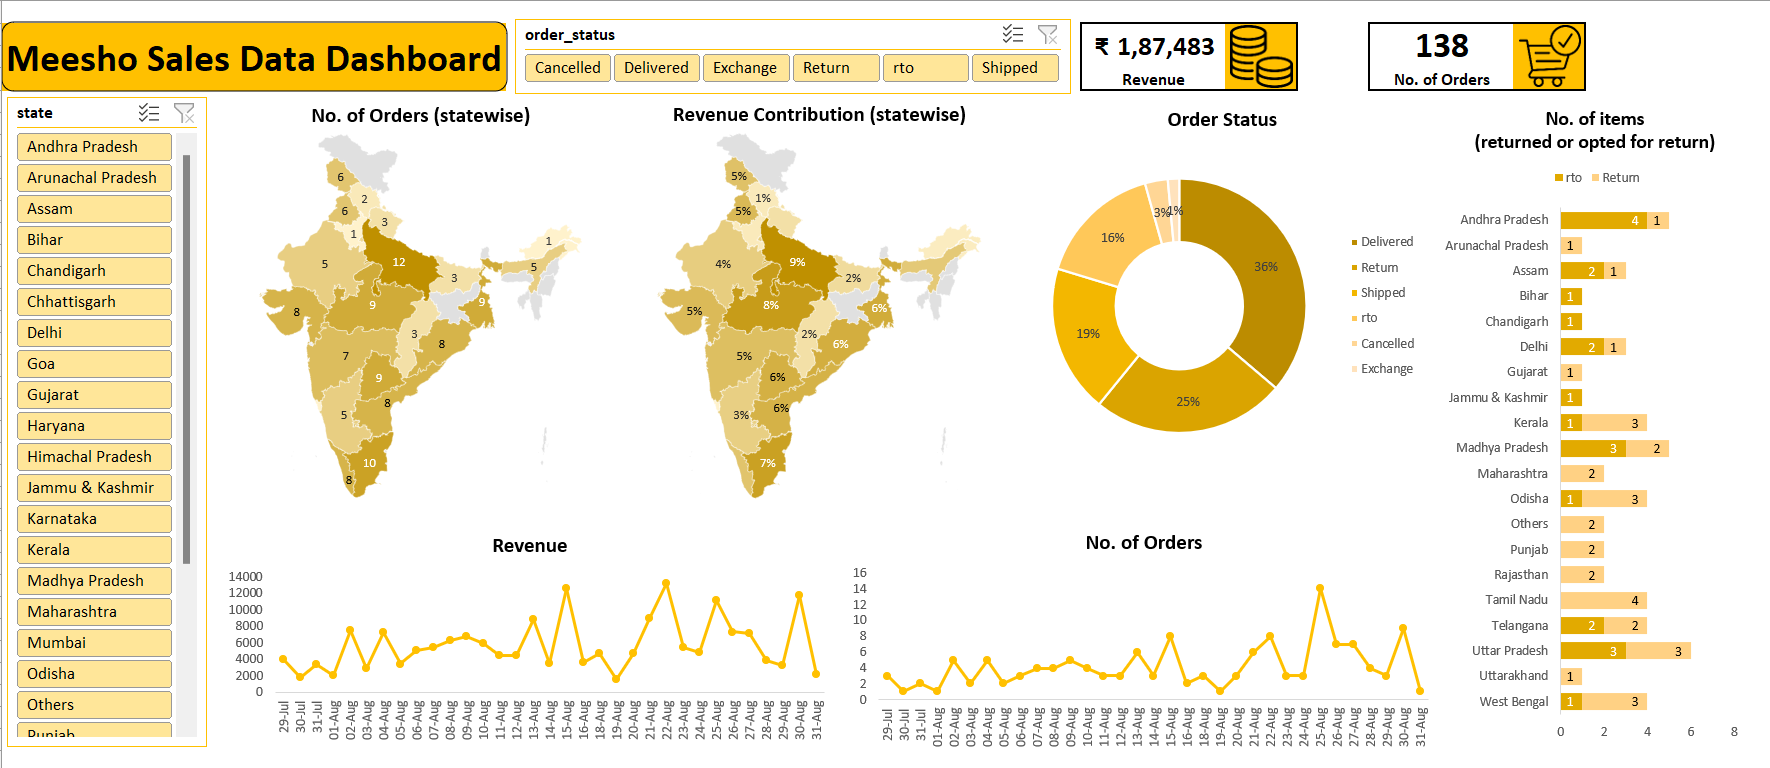 Meesho Sales Data Dashboard
order_status
Cancelled Delivered Exchange Return rto Shipped
₹ 1,87,483
Revenue
138
No. of Orders
state
Andhra Pradesh
Arunachal Pradesh
Assam
Bihar
Chandigarh
Chhattisgarh
Delhi
Goa
Gujarat
Haryana
Himachal Pradesh
Jammu & Kashmir
Karnataka
Kerala
Madhya Pradesh
Maharashtra
Mumbai
Odisha
Others
Punjab
No. of Orders (statewise)
6
2
6
3
1
1
12
5
5
3
9
9
8
3
8
7
9
8
5
10
8
Revenue Contribution (statewise)
5%
1%
5%
9%
4%
2%
8%
5%
6%
2%
6%
5%
6%
6%
3%
7%
Order Status
3%
1%
16%
36%
19%
25%
Delivered
Return
Shipped
rto
Cancelled
Exchange
No. of items
(returned or opted for return)
rto Return
Andhra Pradesh 4 1
Arunachal Pradesh 1
Assam 2 1
Bihar 1
Chandigarh 1
Delhi 2 1
Gujarat 1
Jammu & Kashmir 1
Kerala 1 3
Madhya Pradesh 3 2
Maharashtra 2
Odisha 1 3
Others 2
Punjab 2
Rajasthan 2
Tamil Nadu 4
Telangana 2 2
Uttar Pradesh 3 3
Uttarakhand 1
West Bengal 1 3
0 2 4 6 8
Revenue
14000
12000
10000
8000
6000
4000
2000
0
29-Jul 30-Jul 31-Jul 01-Aug 02-Aug 03-Aug 04-Aug 05-Aug 06-Aug 07-Aug 08-Aug 09-Aug 10-Aug 11-Aug 12-Aug 13-Aug 14-Aug 15-Aug 16-Aug 18-Aug 19-Aug 20-Aug 21-Aug 22-Aug 23-Aug 24-Aug 25-Aug 26-Aug 27-Aug 28-Aug 29-Aug 30-Aug 31-Aug
No. of Orders
16
14
12
10
8
6
4
2
0
29-Jul 30-Jul 31-Jul 01-Aug 02-Aug 03-Aug 04-Aug 05-Aug 06-Aug 07-Aug 08-Aug 09-Aug 10-Aug 11-Aug 12-Aug 13-Aug 14-Aug 15-Aug 16-Aug 18-Aug 19-Aug 20-Aug 21-Aug 22-Aug 23-Aug 24-Aug 25-Aug 26-Aug 27-Aug 28-Aug 29-Aug 30-Aug 31-Aug